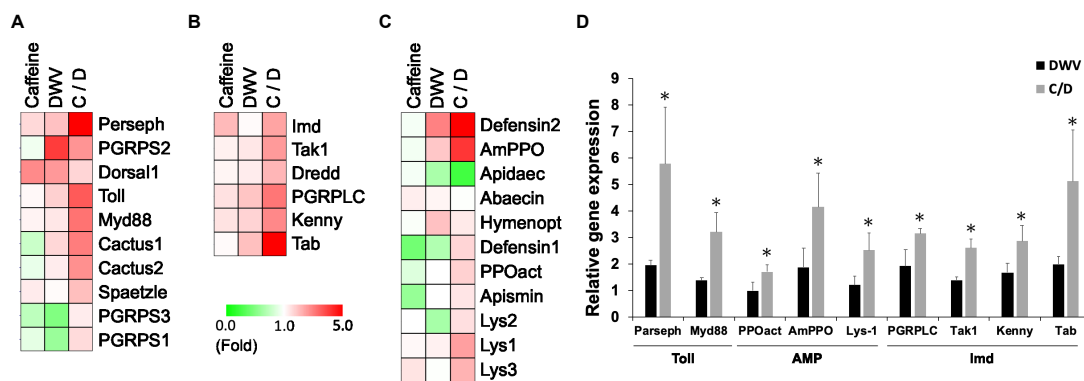 A
Caffeine
DWV
C / D
Perseph
PGRPS2
Dorsal1
Toll
Myd88
Cactus1
Cactus2
Spaetzle
PGRPS3
PGRPS1
B
Caffeine
DWV
C / D
Imd
Tak1
Dredd
PGRPLC
Kenny
Tab
0.0 1.0 5.0
(Fold)
C
Caffeine
DWV
C / D
Defensin2
AmPPO
Apidaec
Abaecin
Hymenopt
Defensin1
PPOact
Apismin
Lys2
Lys1
Lys3
D
DWV
C/D
Relative gene expression
9
8
7
6
5
4
3
2
1
0
* * * * * * * * *
Parseph Myd88 PPOact AmPPO Lys-1 PGRPLC Tak1 Kenny Tab
Toll AMP Imd